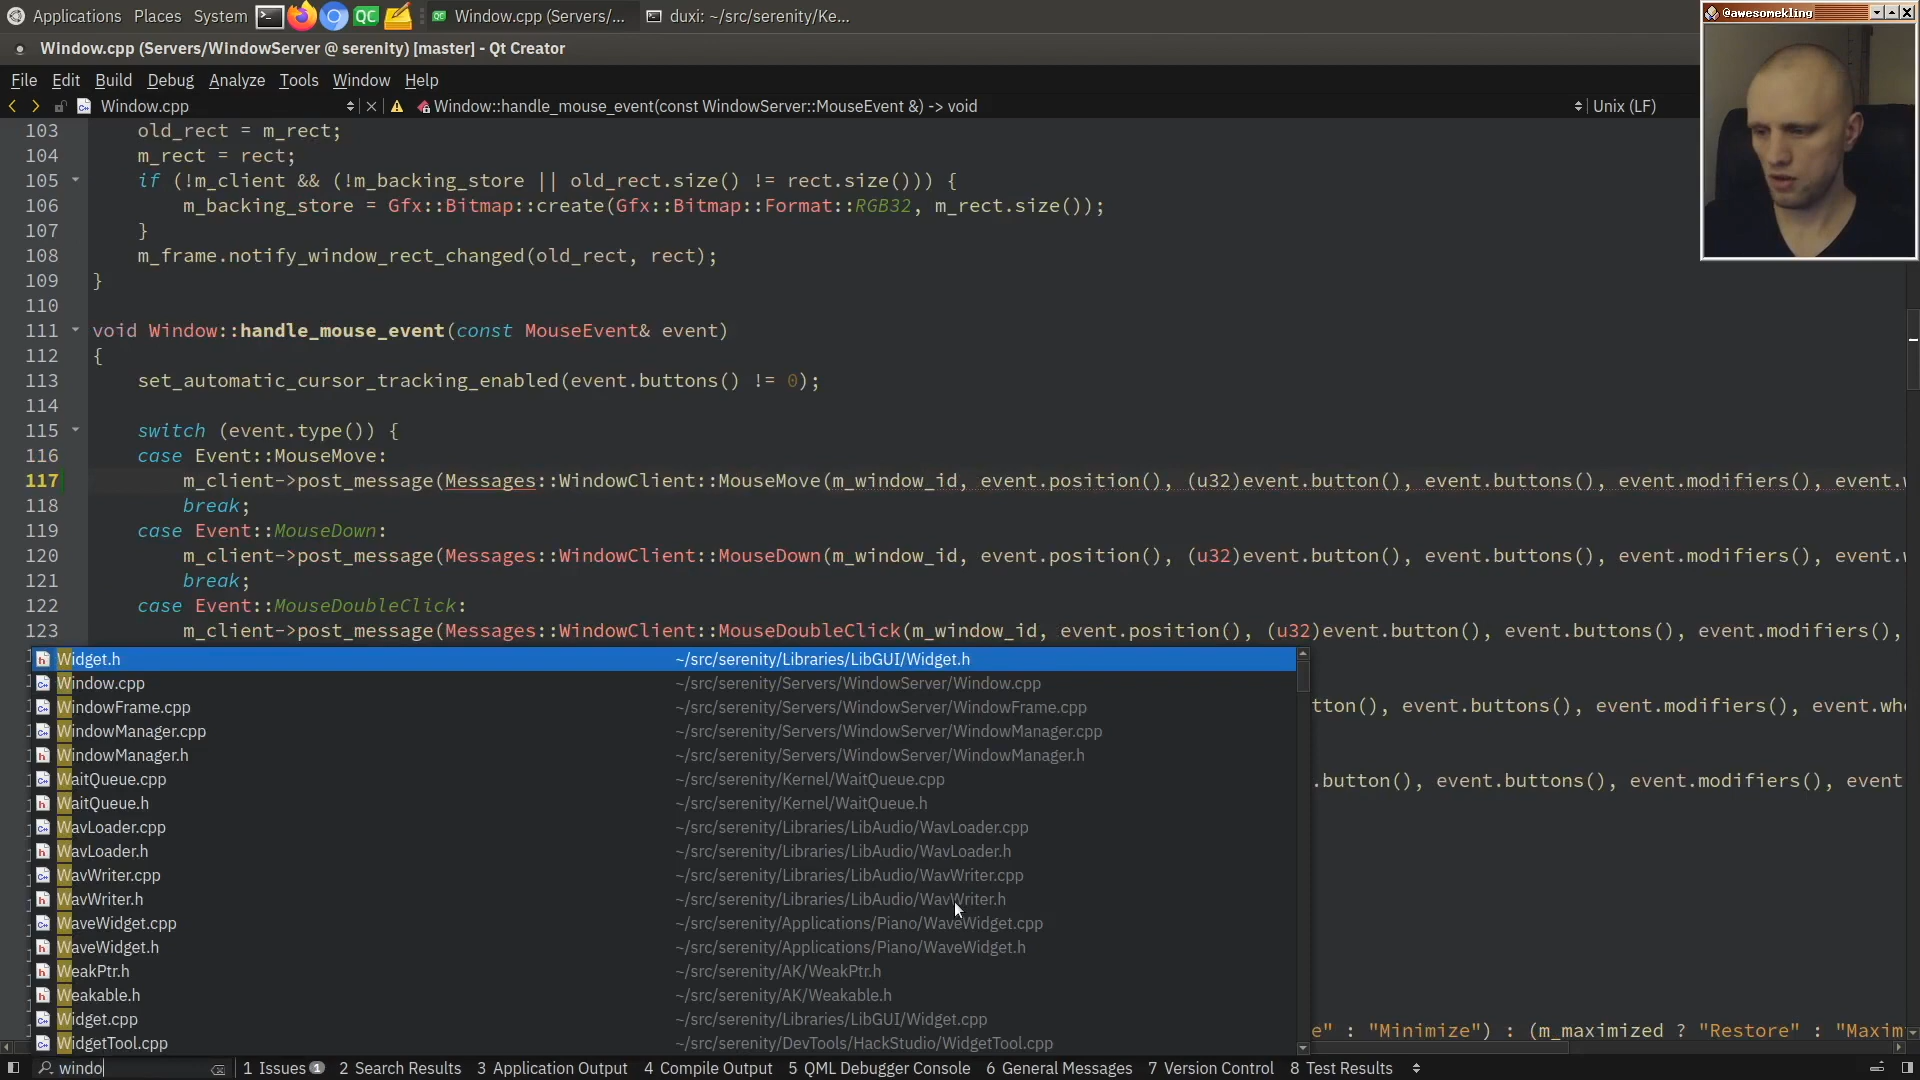 Applications Places System Window.cpp (Servers/... duxi: ~/src/serenity/Ke...
@awesomekling
Window.cpp (Servers/WindowServer @ serenity) [master] - Qt Creator
File Edit Build Debug Analyze Tools Window Help
Window.cpp Window::handle_mouse_event(const WindowServer::MouseEvent &) -> void Unix (LF)
103 old_rect = m_rect;
104 m_rect = rect;
105 if (!m_client && (!m_backing_store || old_rect.size() != rect.size())) {
106 m_backing_store = Gfx::Bitmap::create(Gfx::Bitmap::Format::RGB32, m_rect.size());
107 }
108 m_frame.notify_window_rect_changed(old_rect, rect);
109 }
110
111 void Window::handle_mouse_event(const MouseEvent& event)
112 {
113 set_automatic_cursor_tracking_enabled(event.buttons() != 0);
114
115 switch (event.type()) {
116 case Event::MouseMove:
117 m_client->post_message(Messages::WindowClient::MouseMove(m_window_id, event.position(), (u32)event.button(), event.buttons(), event.modifiers(), event.
118 break;
119 case Event::MouseDown:
120 m_client->post_message(Messages::WindowClient::MouseDown(m_window_id, event.position(), (u32)event.button(), event.buttons(), event.modifiers(), event.
121 break;
122 case Event::MouseDoubleClick:
123 m_client->post_message(Messages::WindowClient::MouseDoubleClick(m_window_id, event.position(), (u32)event.button(), event.buttons(), event.modifiers(),
Widget.h ~/src/serenity/Libraries/LibGUI/Widget.h
Window.cpp ~/src/serenity/Servers/WindowServer/Window.cpp
WindowFrame.cpp ~/src/serenity/Servers/WindowServer/WindowFrame.cpp tton(), event.buttons(), event.modifiers(), event.whe
WindowManager.cpp ~/src/serenity/Servers/WindowServer/WindowManager.cpp
WindowManager.h ~/src/serenity/Servers/WindowServer/WindowManager.h
WaitQueue.cpp ~/src/serenity/Kernel/WaitQueue.cpp .button(), event.buttons(), event.modifiers(), event
WaitQueue.h ~/src/serenity/Kernel/WaitQueue.h
WavLoader.cpp ~/src/serenity/Libraries/LibAudio/WavLoader.cpp
WavLoader.h ~/src/serenity/Libraries/LibAudio/WavLoader.h
WavWriter.cpp ~/src/serenity/Libraries/LibAudio/WavWriter.cpp
WavWriter.h ~/src/serenity/Libraries/LibAudio/WavWriter.h
WaveWidget.cpp ~/src/serenity/Applications/Piano/WaveWidget.cpp
WaveWidget.h ~/src/serenity/Applications/Piano/WaveWidget.h
WeakPtr.h ~/src/serenity/AK/WeakPtr.h
Weakable.h ~/src/serenity/AK/Weakable.h
Widget.cpp ~/src/serenity/Libraries/LibGUI/Widget.cpp
e" : "Minimize") : (m_maximized ? "Restore" : "Maxim
WidgetTool.cpp ~/src/serenity/DevTools/HackStudio/WidgetTool.cpp
windo 1 Issues 1 2 Search Results 3 Application Output 4 Compile Output 5 QML Debugger Console 6 General Messages 7 Version Control 8 Test Results